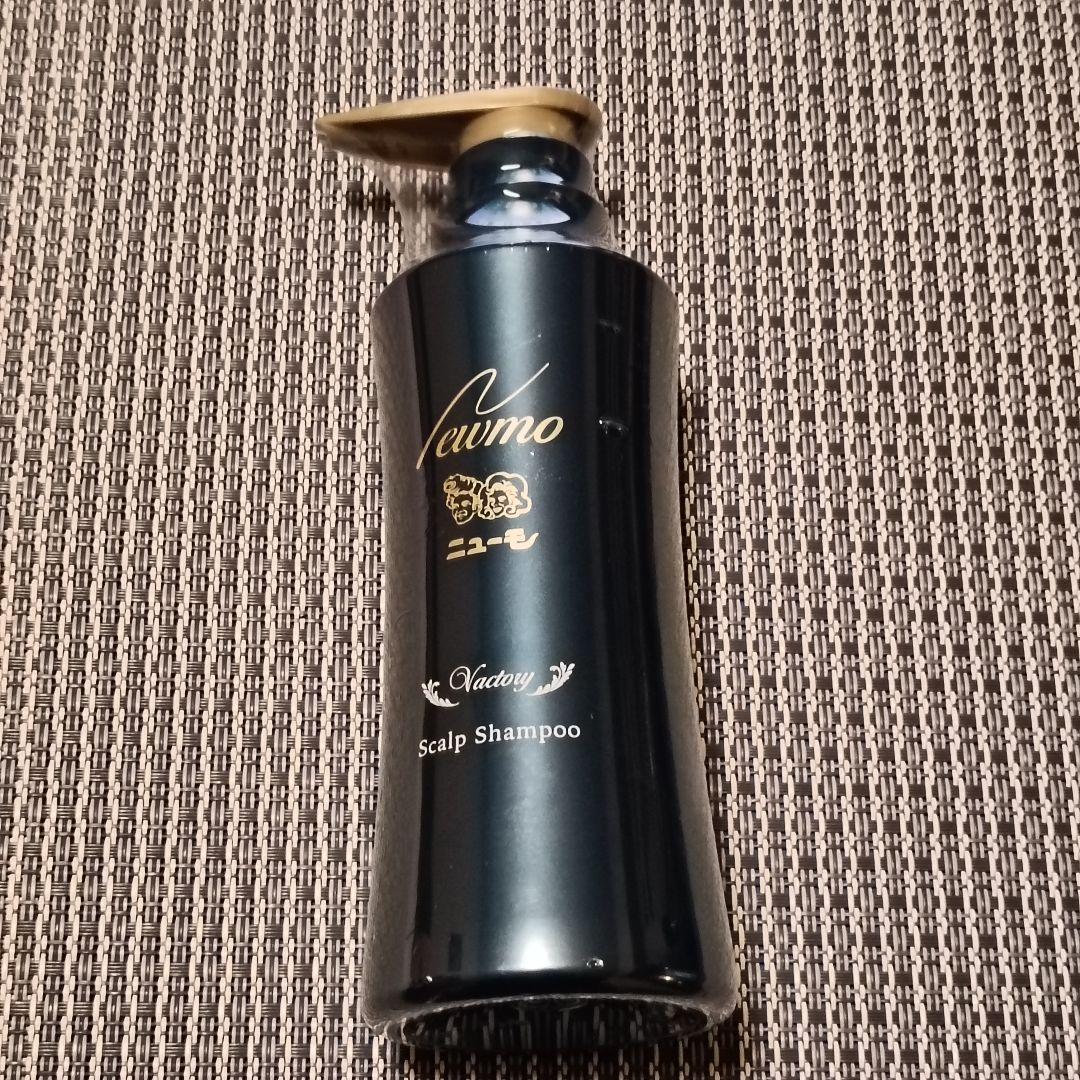 Newmo
ニューモ
Vactory
Scalp Shampoo